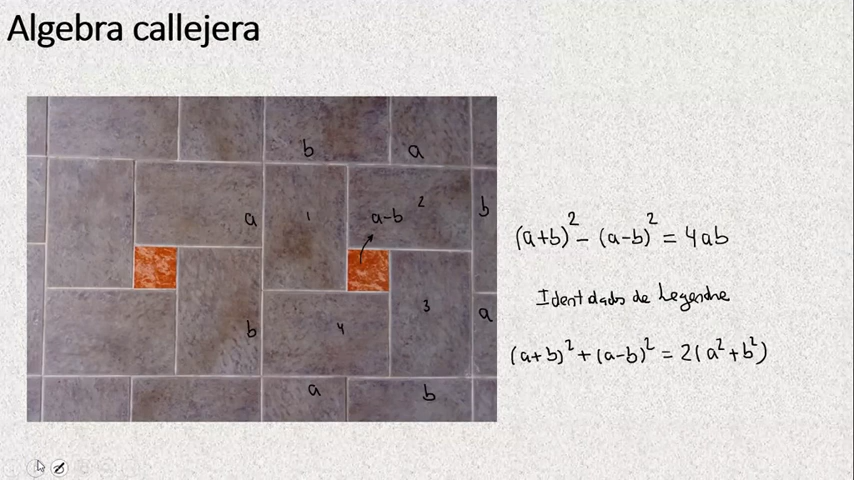 Algebra callejera
b a
a 1 a-b 2 b
b 4 3 a
a b
(a+b)² - (a-b)² = 4ab
Identidades de Legendre
(a+b)² + (a-b)² = 2(a²+b²)